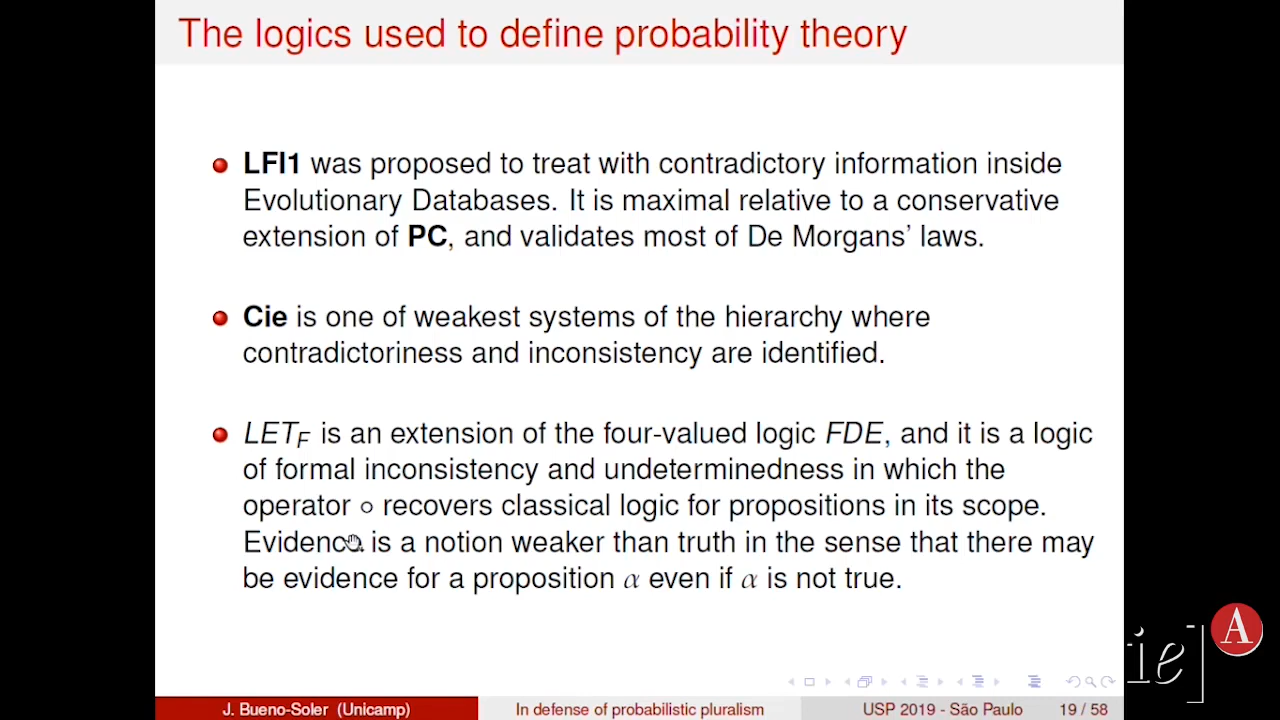 The logics used to define probability theory
LFI1 was proposed to treat with contradictory information inside
Evolutionary Databases. It is maximal relative to a conservative
extension of PC, and validates most of De Morgans' laws.
Cie is one of weakest systems of the hierarchy where
contradictoriness and inconsistency are identified.
LET_F is an extension of the four-valued logic FDE, and it is a logic
of formal inconsistency and undeterminedness in which the
operator ∘ recovers classical logic for propositions in its scope.
Evidence is a notion weaker than truth in the sense that there may
be evidence for a proposition α even if α is not true.
ie] A
J. Bueno-Soler (Unicamp) In defense of probabilistic pluralism USP 2019 - São Paulo 19 / 58